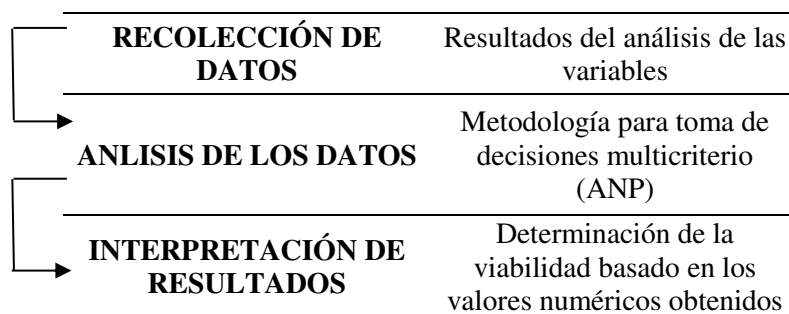 RECOLECCIÓN DE
DATOS
Resultados del análisis de las
variables
ANLISIS DE LOS DATOS
Metodología para toma de
decisiones multicriterio
(ANP)
INTERPRETACIÓN DE
RESULTADOS
Determinación de la
viabilidad basado en los
valores numéricos obtenidos